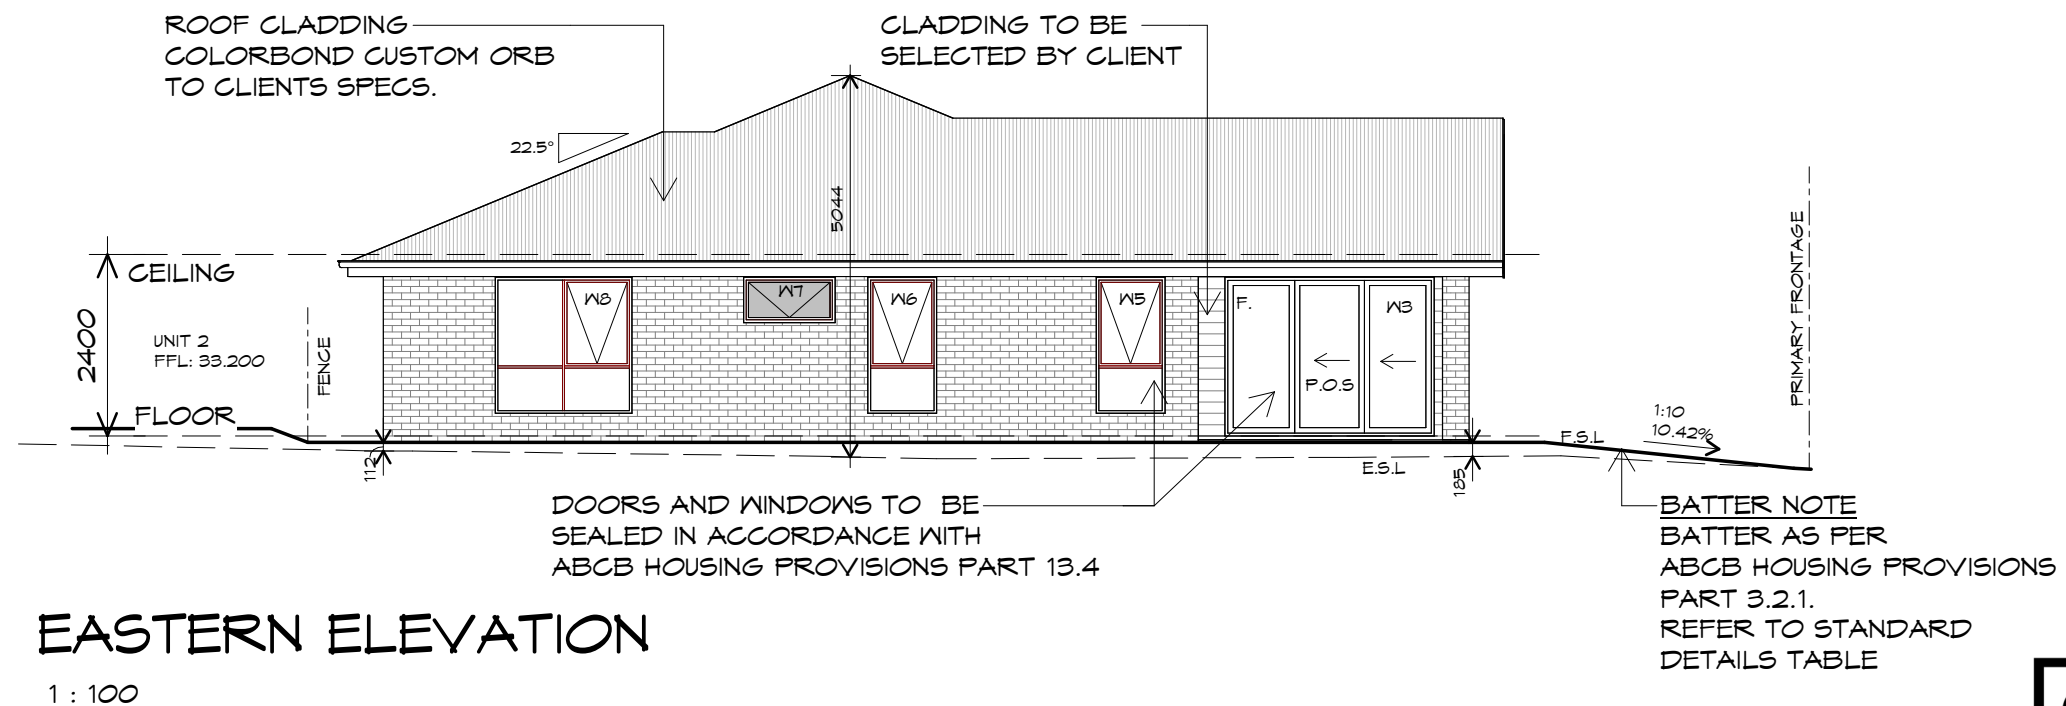 ROOF CLADDING
COLORBOND CUSTOM ORB
TO CLIENTS SPECS.
CLADDING TO BE
SELECTED BY CLIENT
22.5°
5044
CEILING
2400
UNIT 2
FFL: 33.200
FENCE
FLOOR
W8
W7
W6
W5
F.
W3
P.O.S
PRIMARY FRONTAGE
1:10
10.42%
F.S.L
E.S.L
112
185
DOORS AND WINDOWS TO BE
SEALED IN ACCORDANCE WITH
ABCB HOUSING PROVISIONS PART 13.4
BATTER NOTE
BATTER AS PER
ABCB HOUSING PROVISIONS
PART 3.2.1.
REFER TO STANDARD
DETAILS TABLE
EASTERN ELEVATION
1 : 100